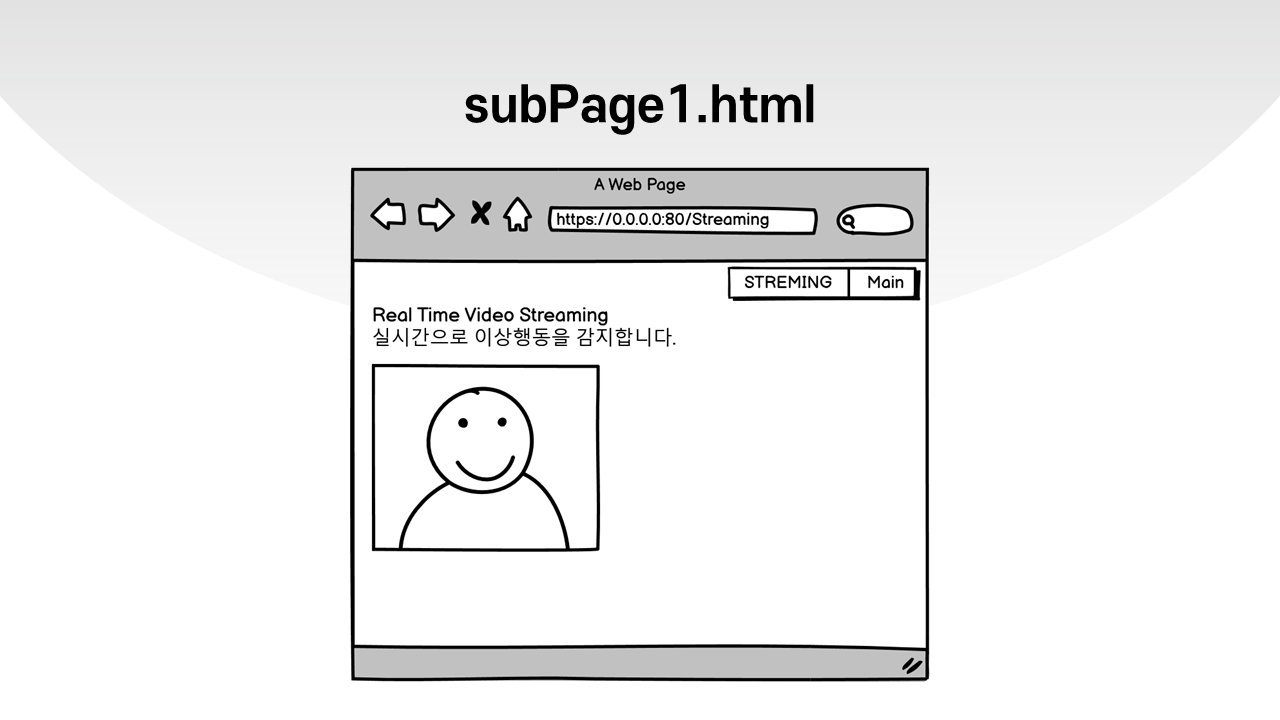 subPage1.html
A Web Page
https://0.0.0.0:80/Streaming
STREMING Main
Real Time Video Streaming
실시간으로 이상행동을 감지합니다.